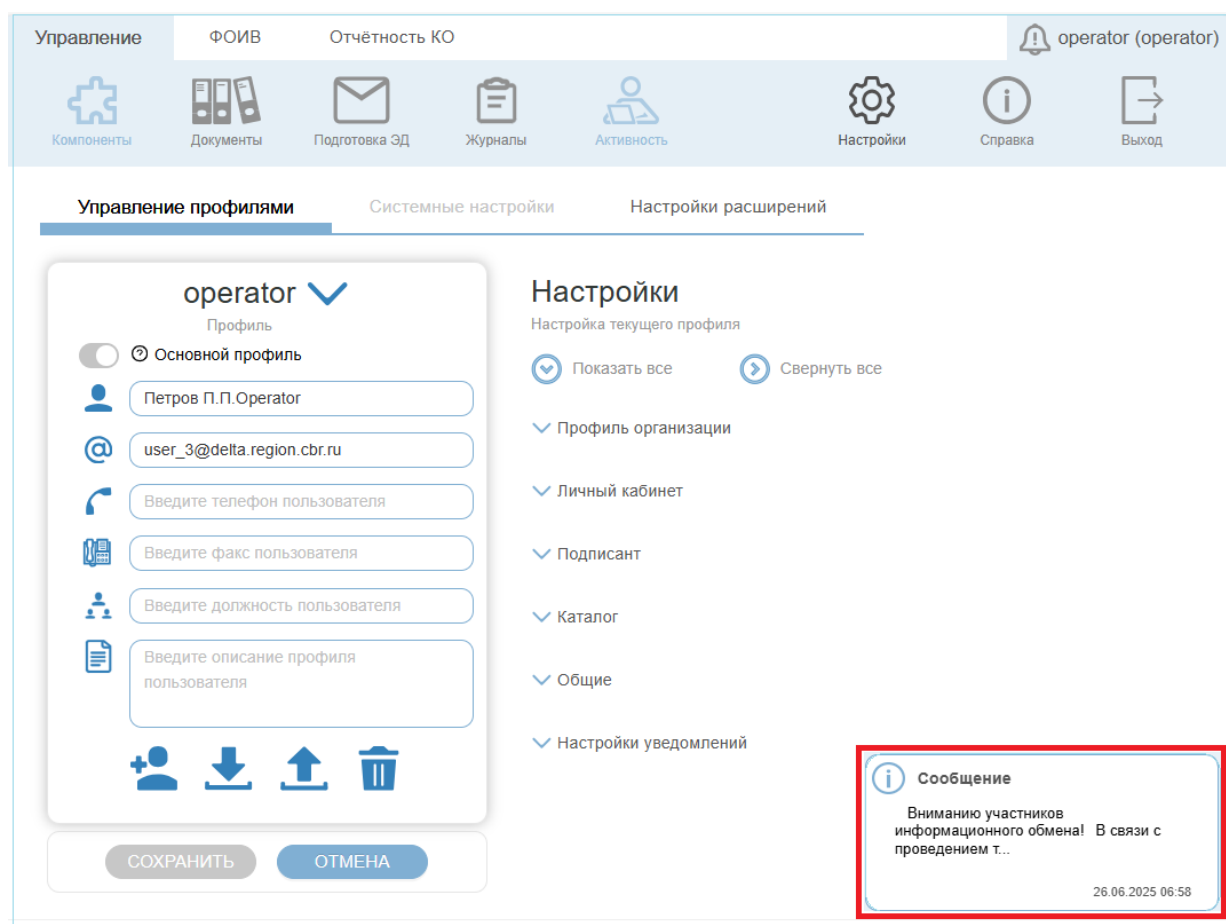 Управление ФОИВ Отчётность КО operator (operator)
Компоненты Документы Подготовка ЭД Журналы Активность Настройки Справка Выход
Управление профилями Системные настройки Настройки расширений
operator
Профиль
Основной профиль
Петров П.П.Operator
user_3@delta.region.cbr.ru
Введите телефон пользователя
Введите факс пользователя
Введите должность пользователя
Введите описание профиля
пользователя
СОХРАНИТЬ ОТМЕНА
Настройки
Настройка текущего профиля
Показать все Свернуть все
Профиль организации
Личный кабинет
Подписант
Каталог
Общие
Настройки уведомлений
Сообщение
Вниманию участников
информационного обмена! В связи с
проведением т...
26.06.2025 06:58